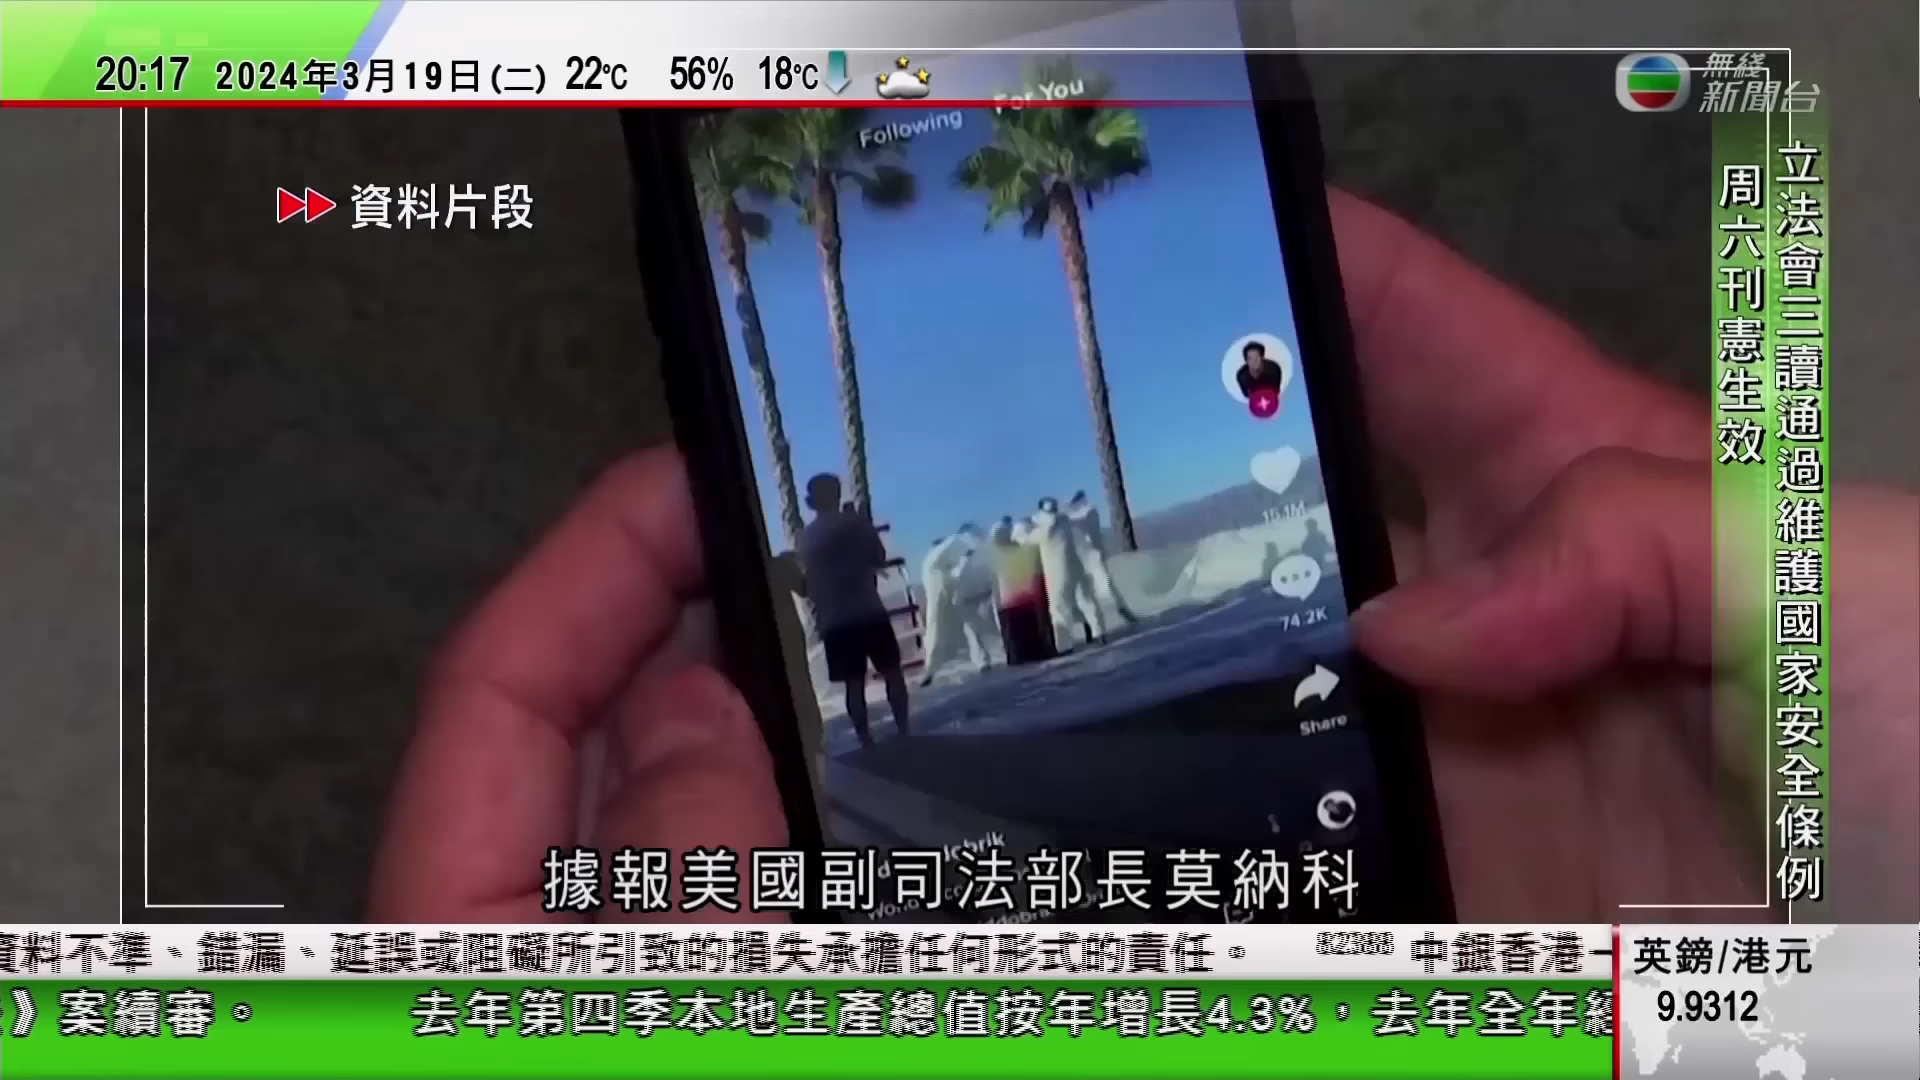 20:17 2024年3月19日(二) 22℃ 56% 18℃
無綫
新聞台
Following
For You
資料片段
立法會三讀通過維護國家安全條例
周六刊憲生效
15.1M
74.2K
Share
據報美國副司法部長莫納科
資料不準、錯漏、延誤或阻礙所引致的損失承擔任何形式的責任。 中銀香港
》案續審。 去年第四季本地生產總值按年增長4.3%，去年全年
英鎊/港元
9.9312